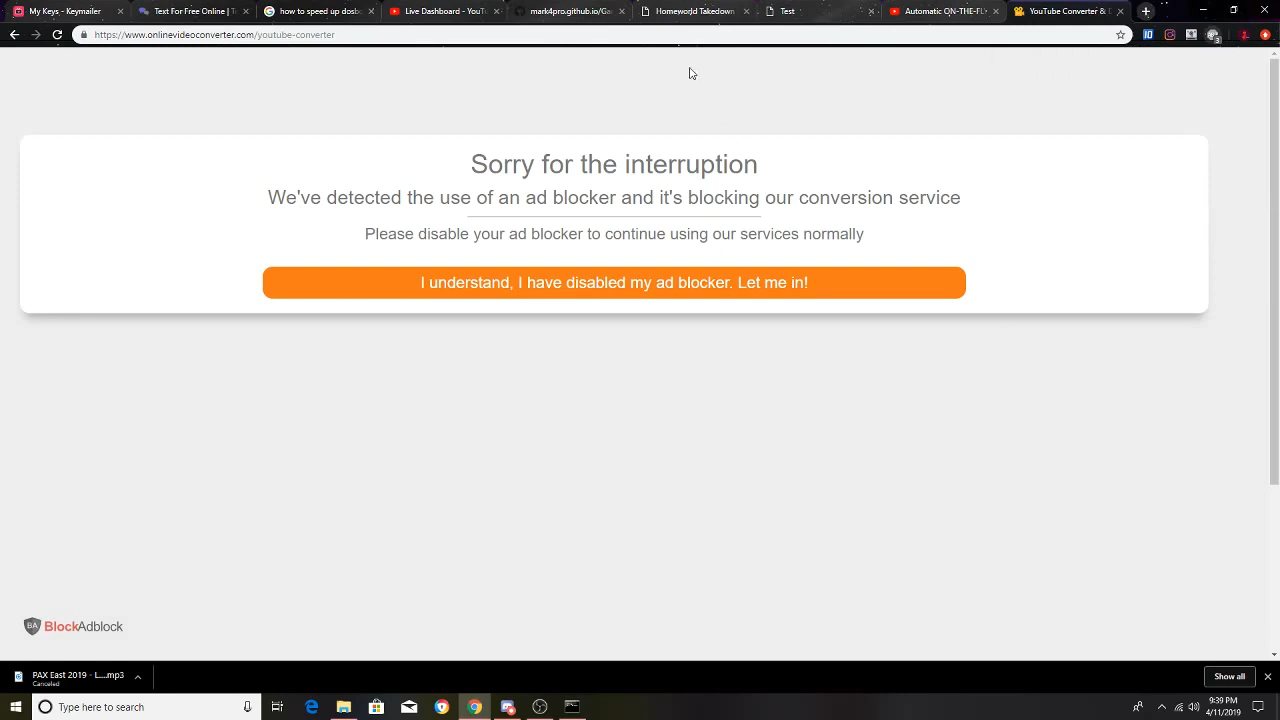 My Keys - Keymailer
Text For Free Online | T
how to speed up dosb
Live Dashboard - YouTu
mark4pro.github.io/Ga
Homeworld Takedown
Test
Automatic ON-THE-FLY
YouTube Converter & D
https://www.onlinevideoconverter.com/youtube-converter
Sorry for the interruption
We've detected the use of an ad blocker and it's blocking our conversion service
Please disable your ad blocker to continue using our services normally
I understand, I have disabled my ad blocker. Let me in!
BA BlockAdblock
PAX East 2019 - L....mp3
Canceled
Show all
Type here to search
9:39 PM
4/11/2019